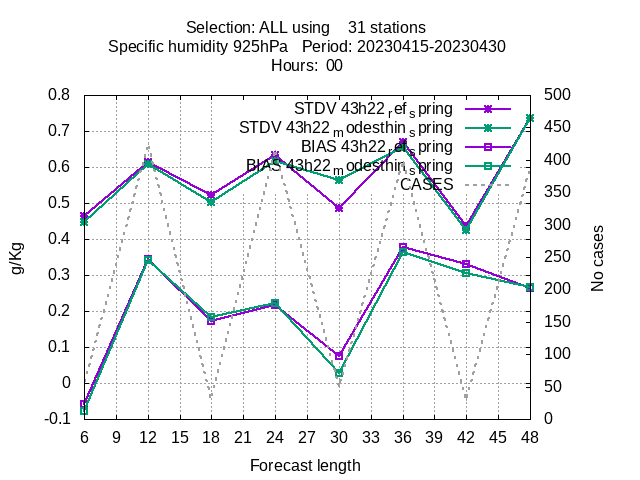 Selection: ALL using    31 stations
Specific humidity 925hPa   Period: 20230415-20230430
Hours: 00
STDV 43h22_ref_spring
STDV 43h22_modesthin_spring
BIAS 43h22_ref_spring
BIAS 43h22_modesthin_spring
CASES
0.8
0.7
0.6
0.5
0.4
0.3
0.2
0.1
0
-0.1
g/Kg
500
450
400
350
300
250
200
150
100
50
0
No cases
6 9 12 15 18 21 24 27 30 33 36 39 42 45 48
Forecast length